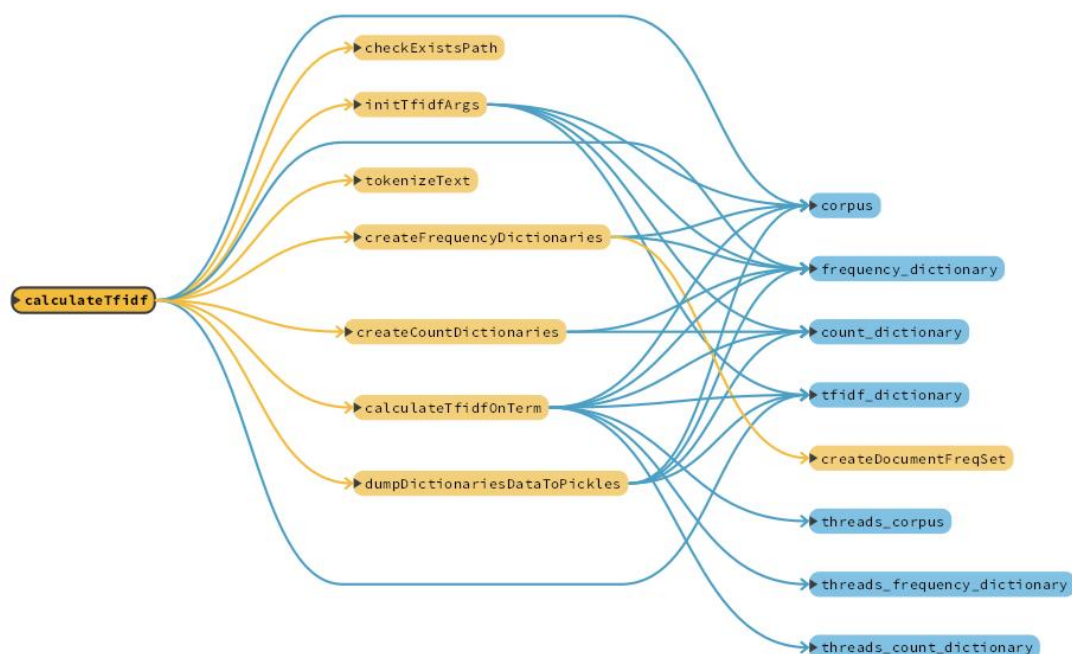 checkExistsPath
initTfidfArgs
tokenizeText
corpus
createFrequencyDictionaries
frequency_dictionary
calculateTfidf
createCountDictionaries
count_dictionary
tfidf_dictionary
calculateTfidfOnTerm
createDocumentFreqSet
dumpDictionariesDataToPickles
threads_corpus
threads_frequency_dictionary
threads_count_dictionary